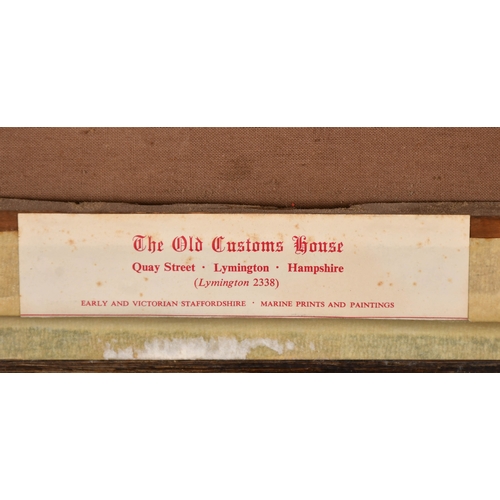 The Old Customs House
Quay Street · Lymington · Hampshire
(Lymington 2338)
EARLY AND VICTORIAN STAFFORDSHIRE · MARINE PRINTS AND PAINTINGS